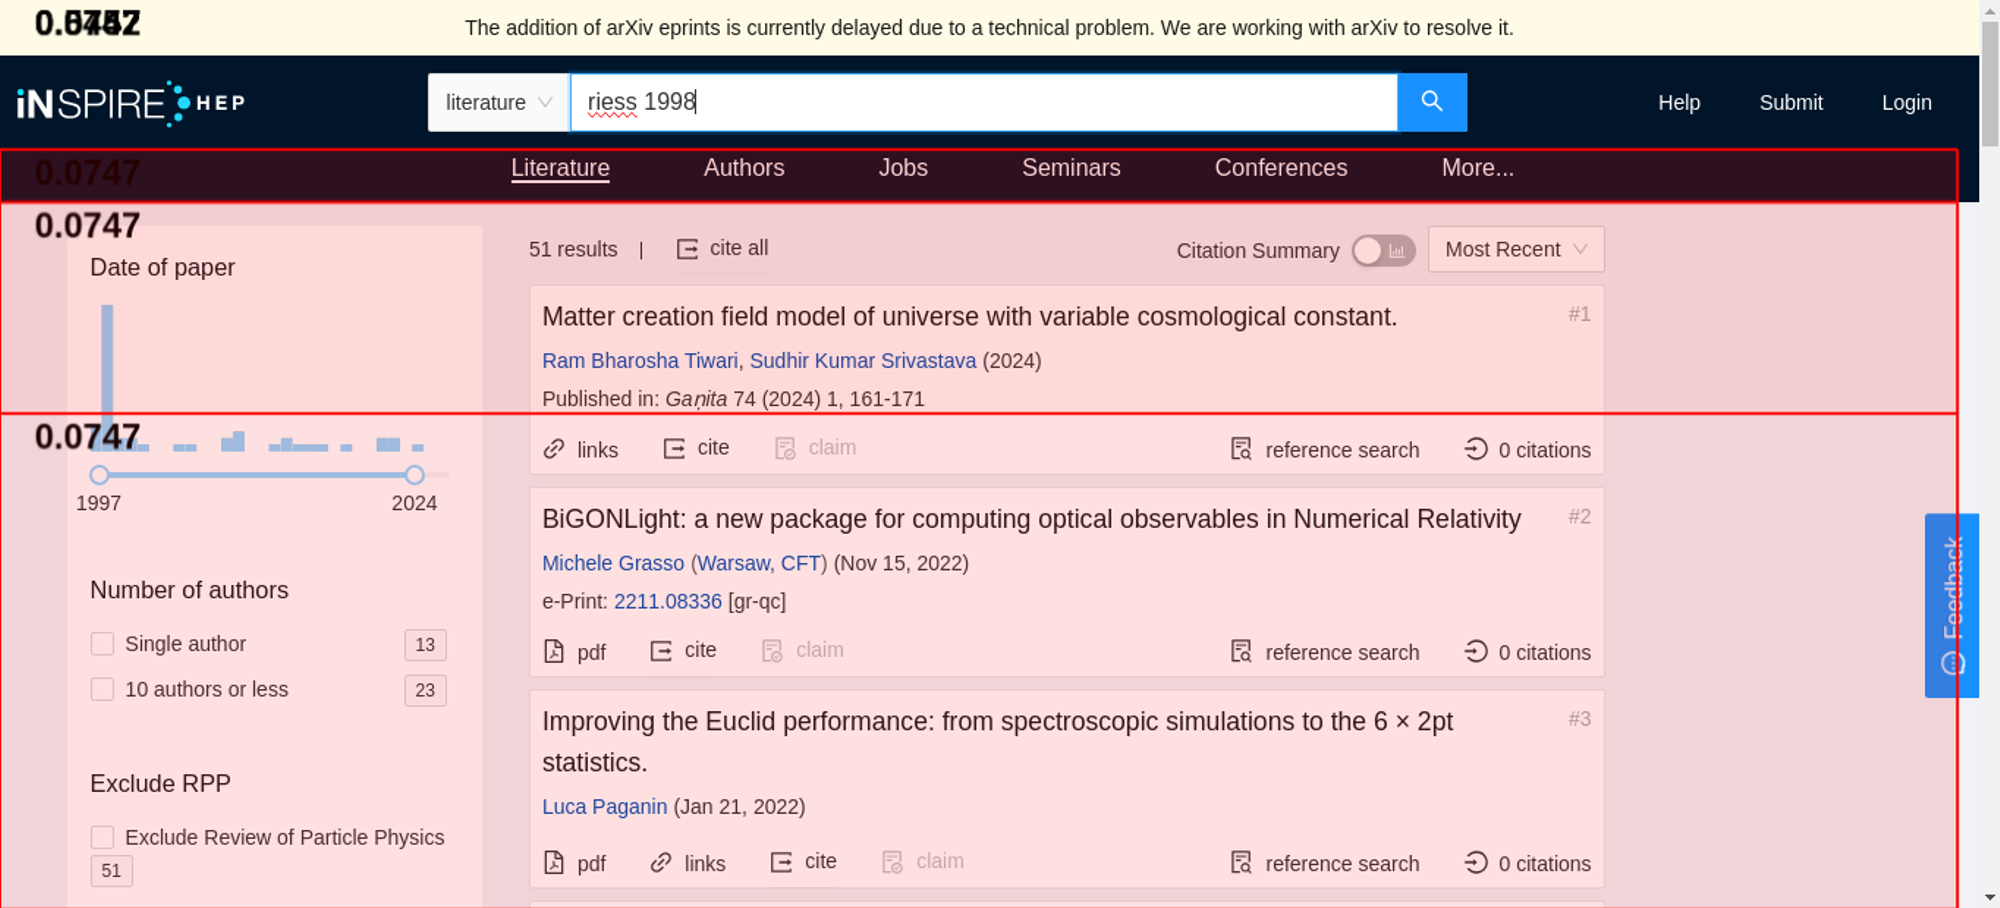 The addition of arXiv eprints is currently delayed due to a technical problem. We are working with arXiv to resolve it.
iNSPIRE HEP
literature
riess 1998
Help
Submit
Login
0.0747
Literature
Authors
Jobs
Seminars
Conferences
More...
0.0747
51 results |
cite all
Citation Summary
Most Recent
Date of paper
0.0747
1997
2024
Number of authors
Single author
13
10 authors or less
23
Exclude RPP
Exclude Review of Particle Physics
51
Matter creation field model of universe with variable cosmological constant.
#1
Ram Bharosha Tiwari, Sudhir Kumar Srivastava (2024)
Published in: Gaṇita 74 (2024) 1, 161-171
links
cite
claim
reference search
0 citations
BiGONLight: a new package for computing optical observables in Numerical Relativity
#2
Michele Grasso (Warsaw, CFT) (Nov 15, 2022)
e-Print: 2211.08336 [gr-qc]
pdf
cite
claim
reference search
0 citations
Improving the Euclid performance: from spectroscopic simulations to the 6 × 2pt
statistics.
#3
Luca Paganin (Jan 21, 2022)
pdf
links
cite
claim
reference search
0 citations
Feedback